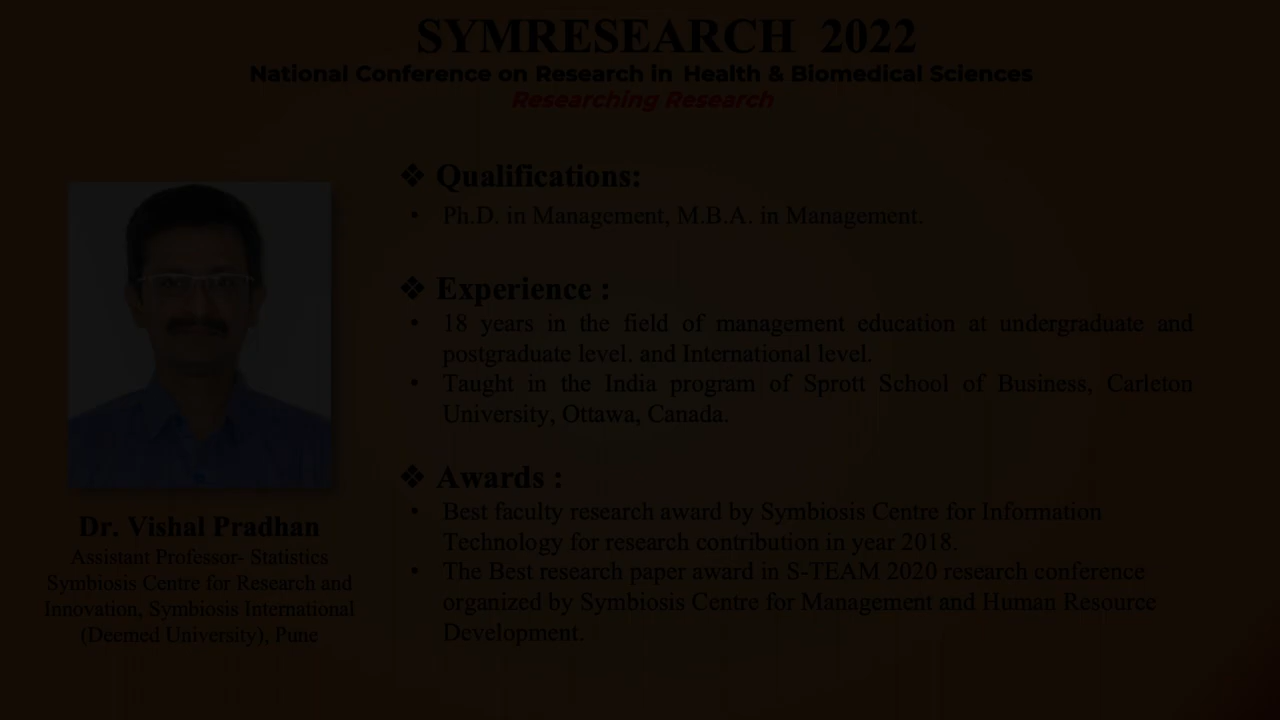 SYMRESEARCH 2022
National Conference on Research in Health & Biomedical Sciences
Researching Research
❖ Qualifications:
• Ph.D. in Management, M.B.A. in Management.
❖ Experience :
• 18 years in the field of management education at undergraduate and
postgraduate level. and International level.
• Taught in the India program of Sprott School of Business, Carleton
University, Ottawa, Canada.
❖ Awards :
• Best faculty research award by Symbiosis Centre for Information
Technology for research contribution in year 2018.
• The Best research paper award in S-TEAM 2020 research conference
organized by Symbiosis Centre for Management and Human Resource
Development.
Dr. Vishal Pradhan
Assistant Professor- Statistics
Symbiosis Centre for Research and
Innovation, Symbiosis International
(Deemed University), Pune